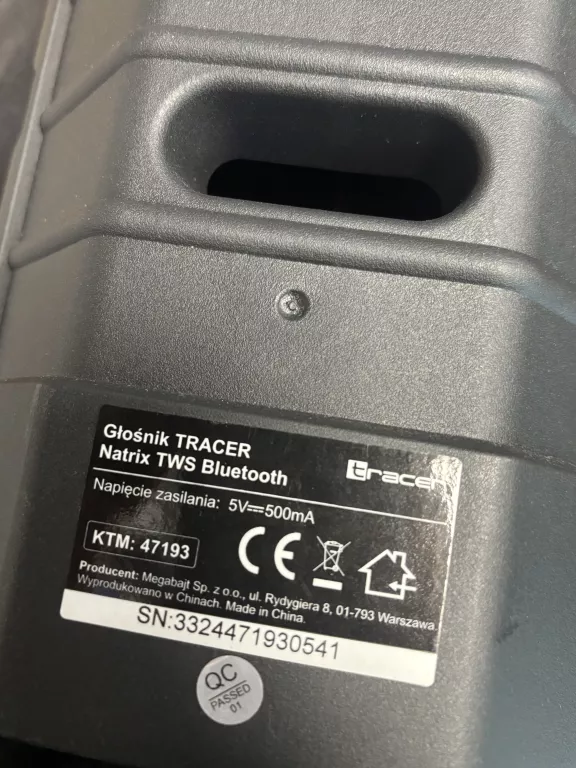 Głośnik TRACER
Natrix TWS Bluetooth
tracer
Napięcie zasilania: 5V⎓500mA
KTM: 47193
CE
Producent: Megabajt Sp. z o.o., ul. Rydygiera 8, 01-793 Warszawa
Wyprodukowano w Chinach. Made in China.
SN:3324471930541
QC
PASSED
01